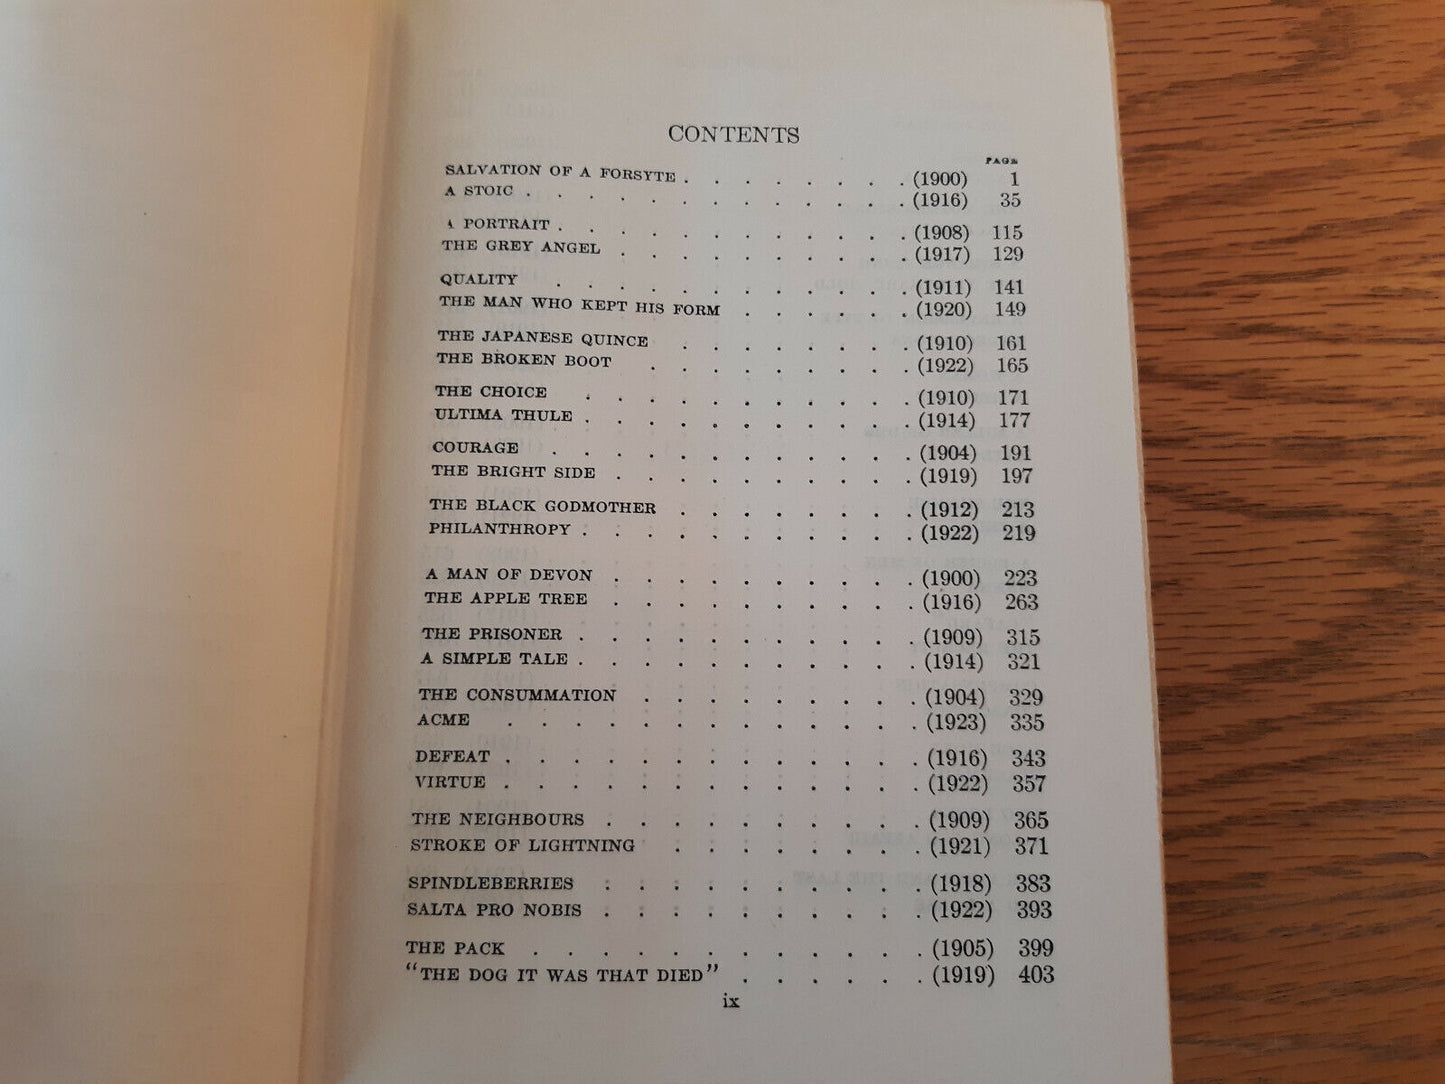 CONTENTS
PAGE
SALVATION OF A FORSYTE . . . . . . . . (1900) 1
A STOIC . . . . . . . . . . . . . (1916) 35
A PORTRAIT . . . . . . . . . . . . (1908) 115
THE GREY ANGEL . . . . . . . . . . (1917) 129
QUALITY . . . . . . . . . . . . (1911) 141
THE MAN WHO KEPT HIS FORM . . . . . . (1920) 149
THE JAPANESE QUINCE . . . . . . . . (1910) 161
THE BROKEN BOOT . . . . . . . . . (1922) 165
THE CHOICE . . . . . . . . . . . (1910) 171
ULTIMA THULE . . . . . . . . . . . (1914) 177
COURAGE . . . . . . . . . . . . (1904) 191
THE BRIGHT SIDE . . . . . . . . . . (1919) 197
THE BLACK GODMOTHER . . . . . . . . (1912) 213
PHILANTHROPY . . . . . . . . . . . (1922) 219
A MAN OF DEVON . . . . . . . . . . (1900) 223
THE APPLE TREE . . . . . . . . . . (1916) 263
THE PRISONER . . . . . . . . . . . (1909) 315
A SIMPLE TALE . . . . . . . . . . . (1914) 321
THE CONSUMMATION . . . . . . . . . (1904) 329
ACME . . . . . . . . . . . . . (1923) 335
DEFEAT . . . . . . . . . . . . . (1916) 343
VIRTUE . . . . . . . . . . . . . (1922) 357
THE NEIGHBOURS . . . . . . . . . . (1909) 365
STROKE OF LIGHTNING . . . . . . . . (1921) 371
SPINDLEBERRIES . . . . . . . . . . (1918) 383
SALTA PRO NOBIS . . . . . . . . . . (1922) 393
THE PACK . . . . . . . . . . . . (1905) 399
"THE DOG IT WAS THAT DIED" . . . . . . (1919) 403
ix